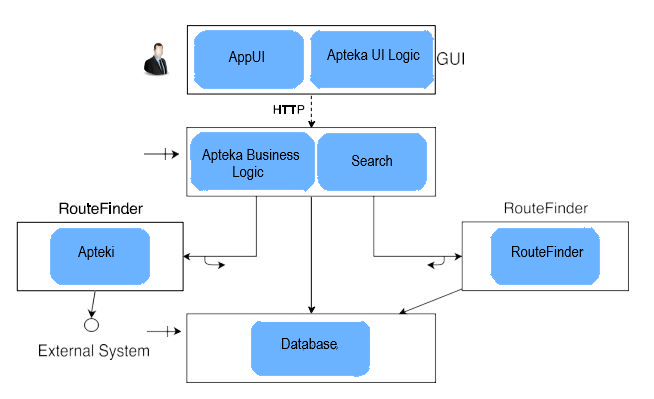 AppUI
Apteka UI Logic
GUI
HTTP
Apteka Business
Logic
Search
RouteFinder
RouteFinder
Apteki
RouteFinder
External System
Database